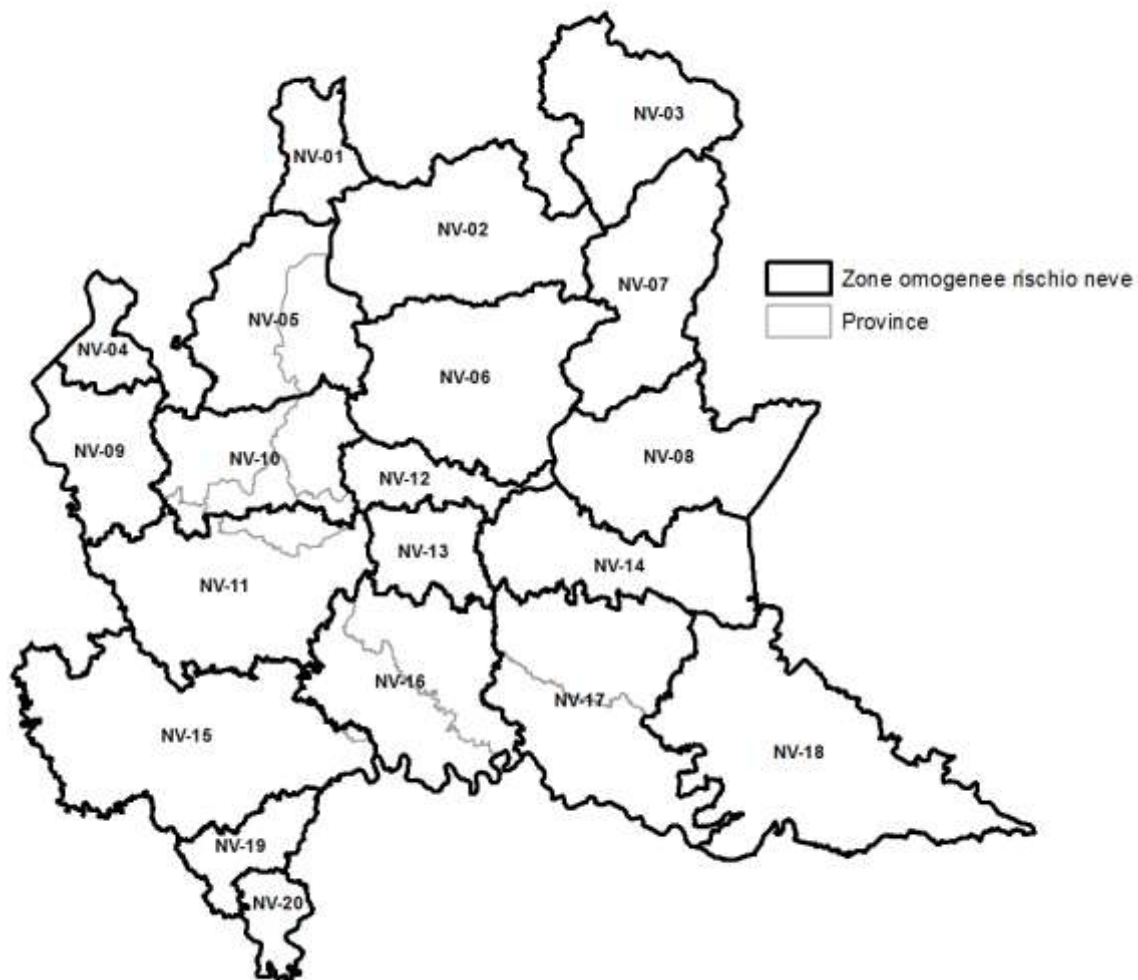 NV-03
NV-01
NV-02
NV-07
Zone omogenee rischio neve
Province
NV-05
NV-04
NV-06
NV-09
NV-10
NV-08
NV-12
NV-13
NV-14
NV-11
NV-16
NV-17
NV-15
NV-18
NV-19
NV-20